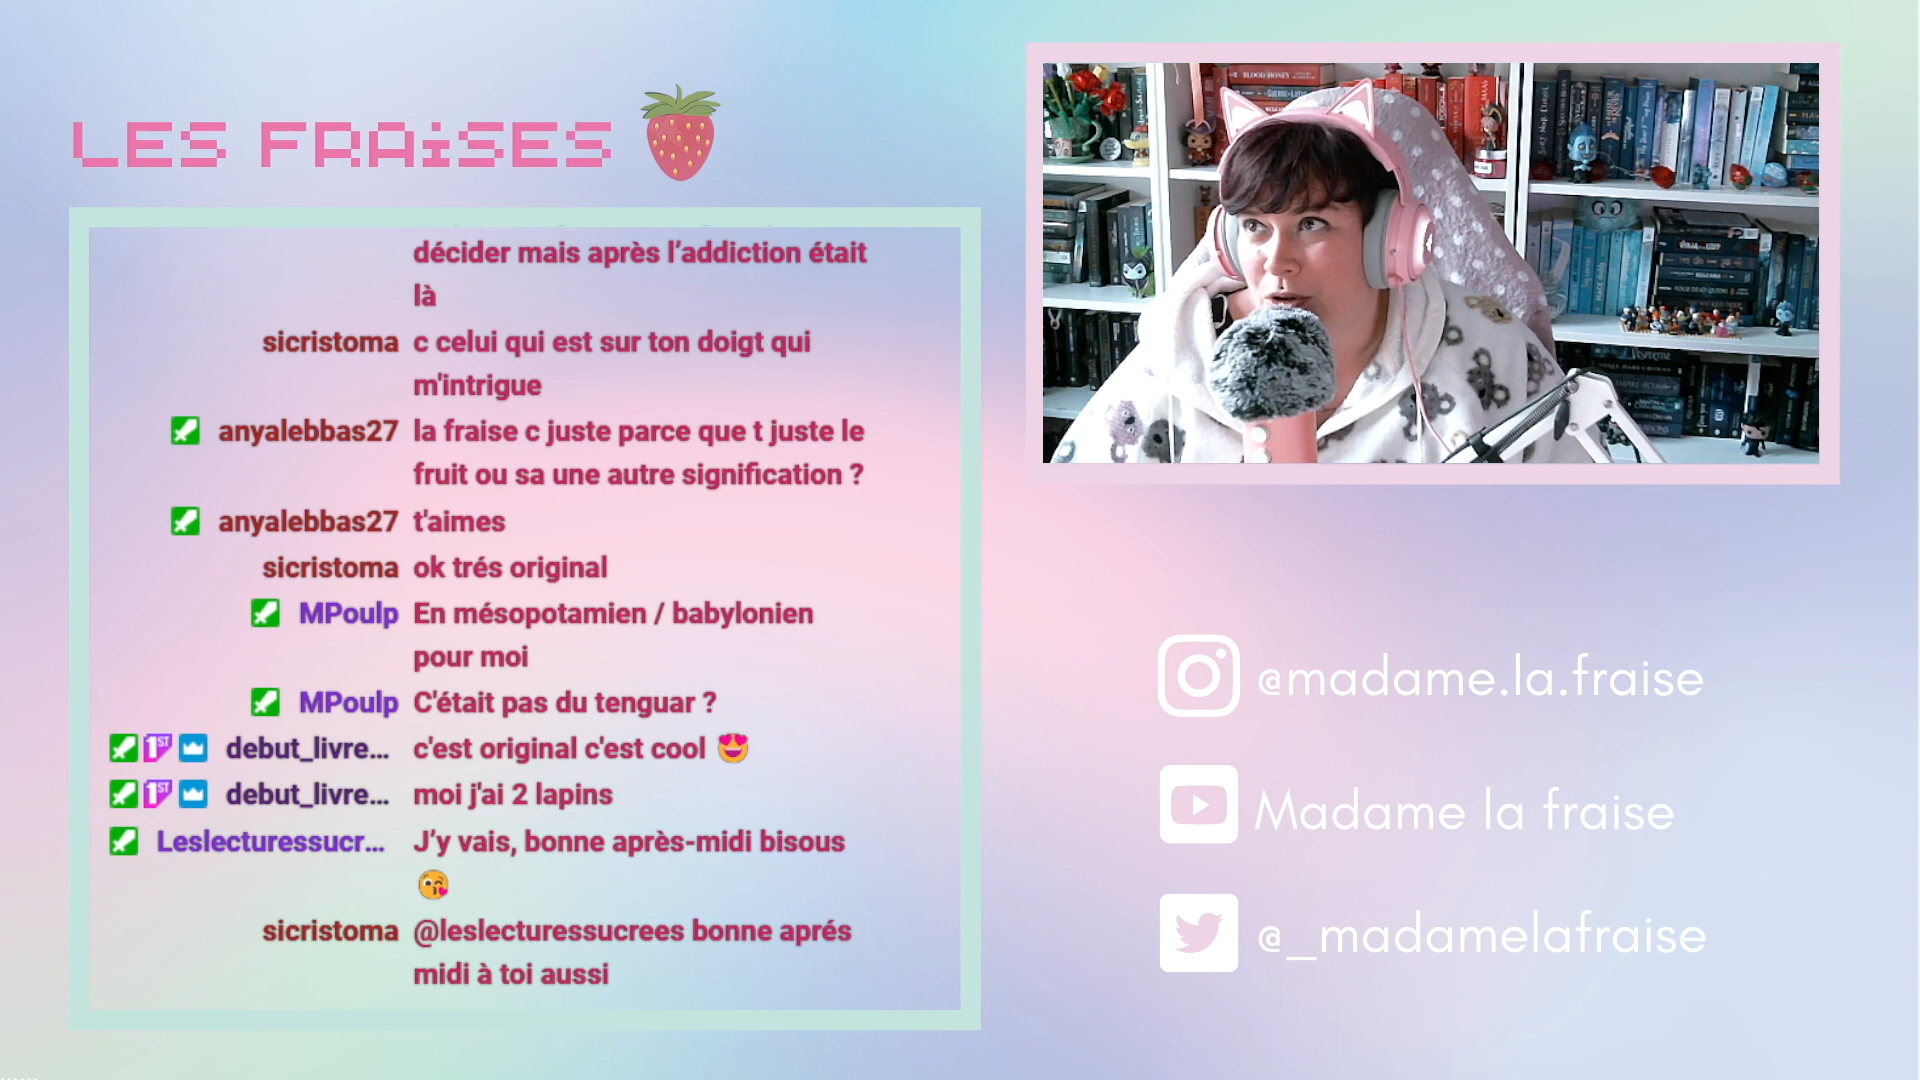 LES FRAISES
décider mais après l’addiction était
là
sicristoma c celui qui est sur ton doigt qui
m'intrigue
anyalebbas27 la fraise c juste parce que t juste le
fruit ou sa une autre signification ?
anyalebbas27 t'aimes
sicristoma ok trés original
MPoulp En mésopotamien / babylonien
pour moi
MPoulp C'était pas du tenguar ?
1ST debut_livre... c'est original c'est cool 😍
1ST debut_livre... moi j'ai 2 lapins
Leslecturessucr... J’y vais, bonne après-midi bisous
😘
sicristoma @leslecturessucrees bonne aprés
midi à toi aussi
BLOOD HONEY
@madame.la.fraise
Madame la fraise
@_madamelafraise